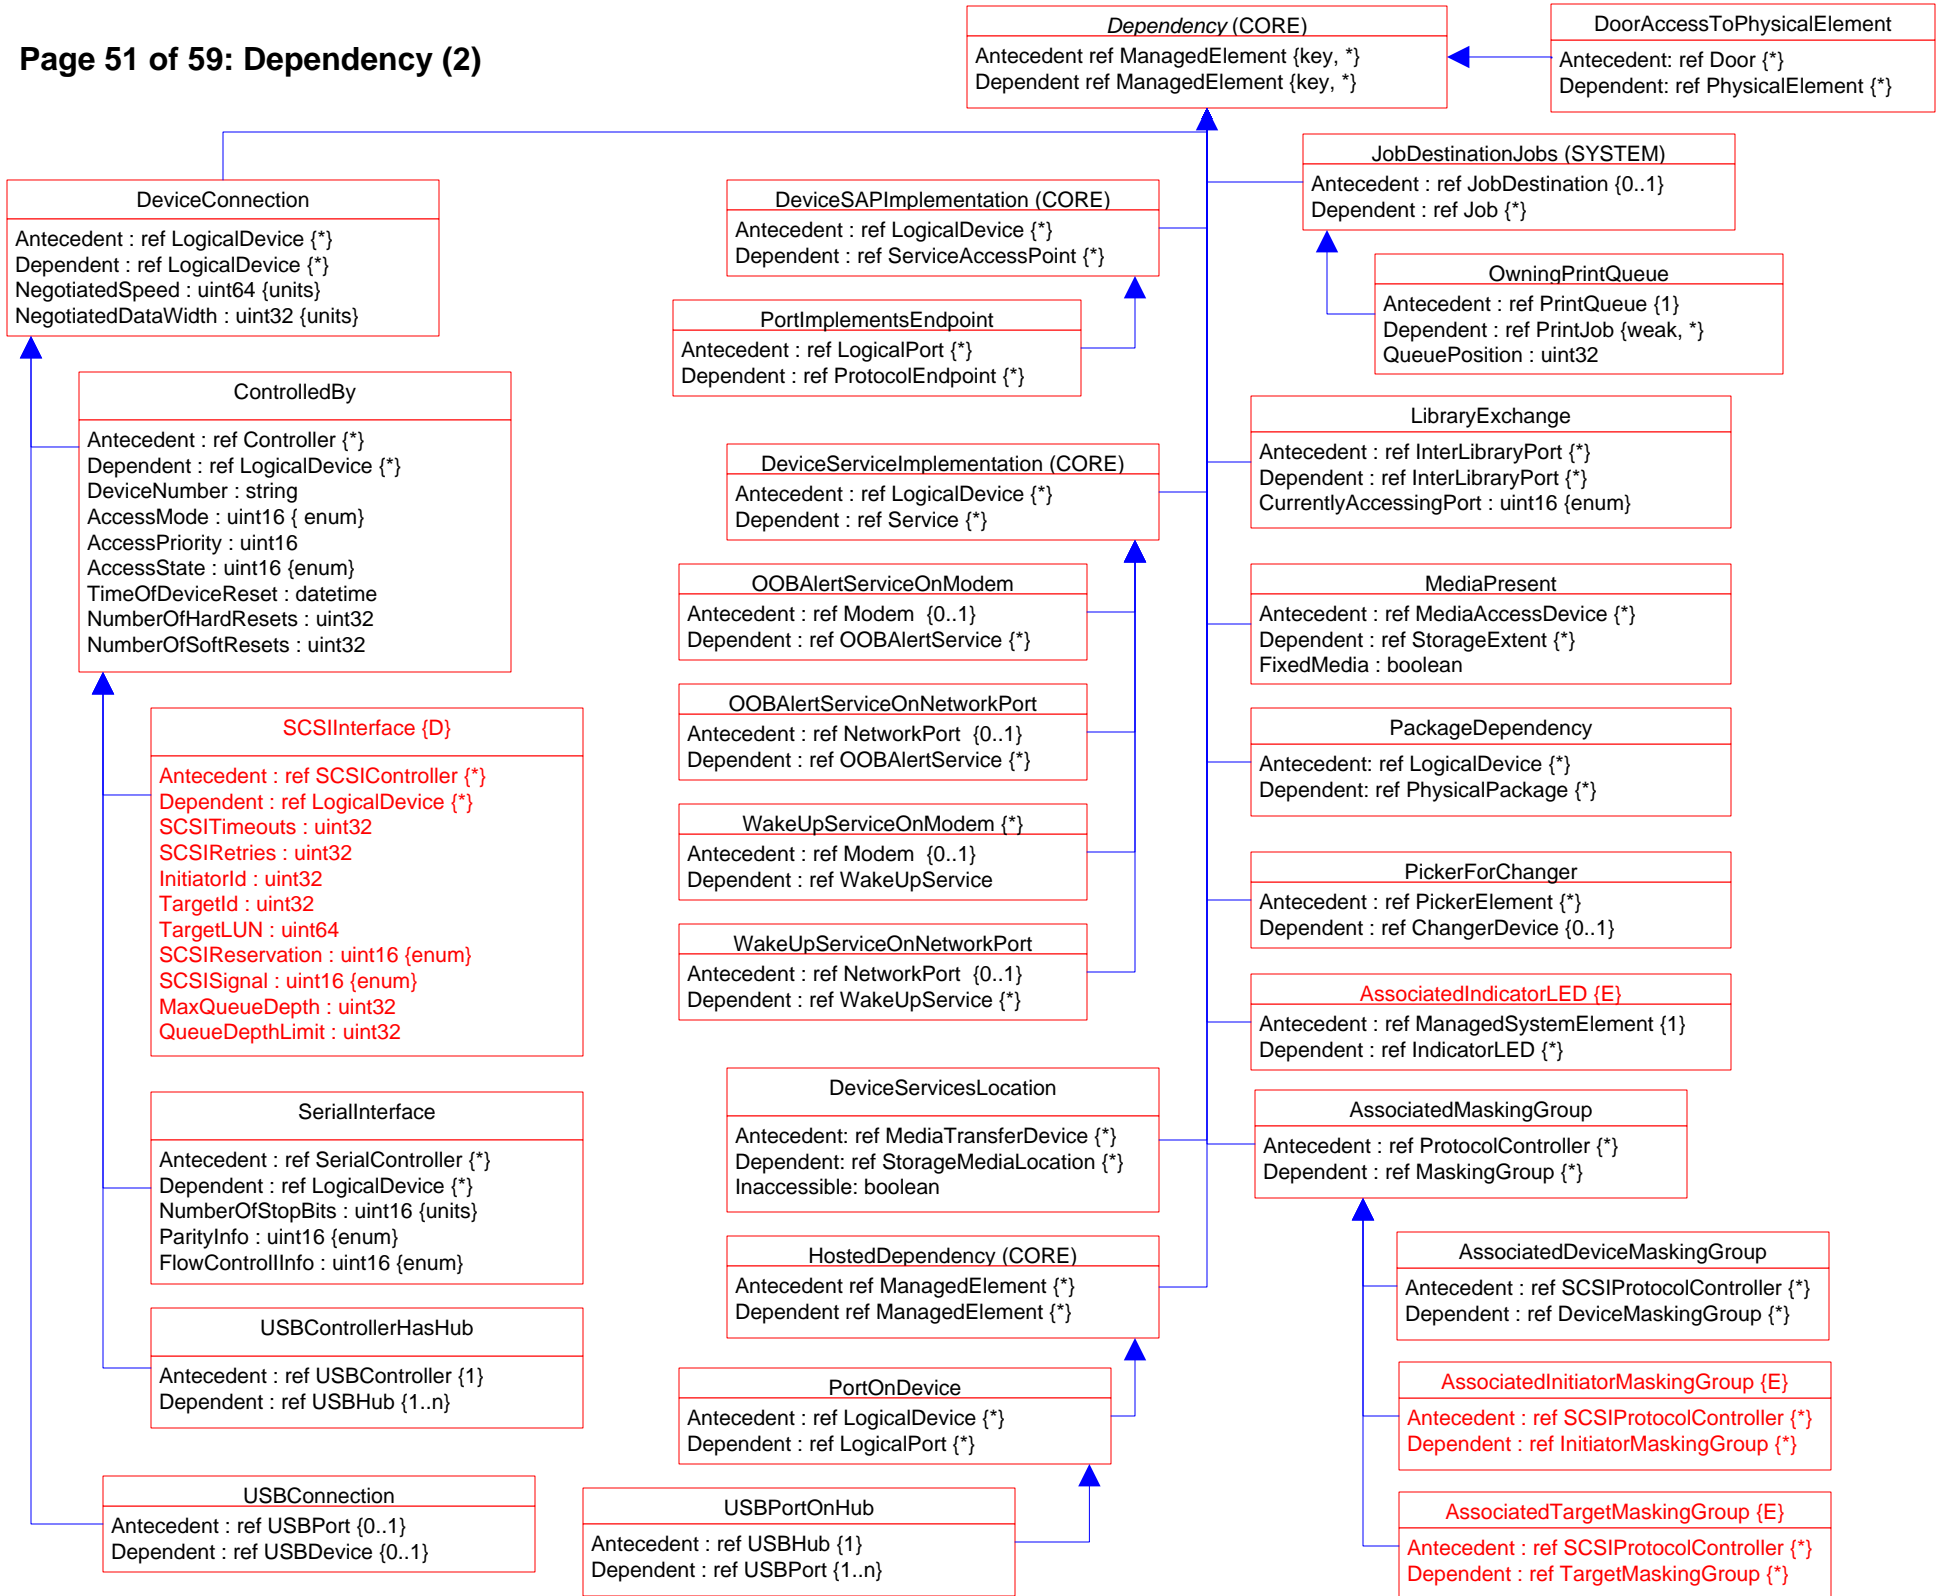 Page 51 of 59: Dependency (2)
Dependency (CORE)
Antecedent ref ManagedElement {key, *}
Dependent ref ManagedElement {key, *}
DoorAccessToPhysicalElement
Antecedent: ref Door {*}
Dependent: ref PhysicalElement {*}
DeviceConnection
Antecedent : ref LogicalDevice {*}
Dependent : ref LogicalDevice {*}
NegotiatedSpeed : uint64 {units}
NegotiatedDataWidth : uint32 {units}
ControlledBy
Antecedent : ref Controller {*}
Dependent : ref LogicalDevice {*}
DeviceNumber : string
AccessMode : uint16 { enum}
AccessPriority : uint16
AccessState : uint16 {enum}
TimeOfDeviceReset : datetime
NumberOfHardResets : uint32
NumberOfSoftResets : uint32
SCSIInterface {D}
Antecedent : ref SCSIController {*}
Dependent : ref LogicalDevice {*}
SCSITimeouts : uint32
SCSIRetries : uint32
InitiatorId : uint32
TargetId : uint32
TargetLUN : uint64
SCSIReservation : uint16 {enum}
SCSISignal : uint16 {enum}
MaxQueueDepth : uint32
QueueDepthLimit : uint32
SerialInterface
Antecedent : ref SerialController {*}
Dependent : ref LogicalDevice {*}
NumberOfStopBits : uint16 {units}
ParityInfo : uint16 {enum}
FlowControlIInfo : uint16 {enum}
USBControllerHasHub
Antecedent : ref USBController {1}
Dependent : ref USBHub {1..n}
USBConnection
Antecedent : ref USBPort {0..1}
Dependent : ref USBDevice {0..1}
DeviceSAPImplementation (CORE)
Antecedent : ref LogicalDevice {*}
Dependent : ref ServiceAccessPoint {*}
PortImplementsEndpoint
Antecedent : ref LogicalPort {*}
Dependent : ref ProtocolEndpoint {*}
DeviceServiceImplementation (CORE)
Antecedent : ref LogicalDevice {*}
Dependent : ref Service {*}
OOBAlertServiceOnModem
Antecedent : ref Modem {0..1}
Dependent : ref OOBAlertService {*}
OOBAlertServiceOnNetworkPort
Antecedent : ref NetworkPort {0..1}
Dependent : ref OOBAlertService {*}
WakeUpServiceOnModem {*}
Antecedent : ref Modem {0..1}
Dependent : ref WakeUpService
WakeUpServiceOnNetworkPort
Antecedent : ref NetworkPort {0..1}
Dependent : ref WakeUpService {*}
DeviceServicesLocation
Antecedent: ref MediaTransferDevice {*}
Dependent: ref StorageMediaLocation {*}
Inaccessible: boolean
HostedDependency (CORE)
Antecedent ref ManagedElement {*}
Dependent ref ManagedElement {*}
PortOnDevice
Antecedent : ref LogicalDevice {*}
Dependent : ref LogicalPort {*}
USBPortOnHub
Antecedent : ref USBHub {1}
Dependent : ref USBPort {1..n}
JobDestinationJobs (SYSTEM)
Antecedent : ref JobDestination {0..1}
Dependent : ref Job {*}
OwningPrintQueue
Antecedent : ref PrintQueue {1}
Dependent : ref PrintJob {weak, *}
QueuePosition : uint32
LibraryExchange
Antecedent : ref InterLibraryPort {*}
Dependent : ref InterLibraryPort {*}
CurrentlyAccessingPort : uint16 {enum}
MediaPresent
Antecedent : ref MediaAccessDevice {*}
Dependent : ref StorageExtent {*}
FixedMedia : boolean
PackageDependency
Antecedent: ref LogicalDevice {*}
Dependent: ref PhysicalPackage {*}
PickerForChanger
Antecedent : ref PickerElement {*}
Dependent : ref ChangerDevice {0..1}
AssociatedIndicatorLED {E}
Antecedent : ref ManagedSystemElement {1}
Dependent : ref IndicatorLED {*}
AssociatedMaskingGroup
Antecedent : ref ProtocolController {*}
Dependent : ref MaskingGroup {*}
AssociatedDeviceMaskingGroup
Antecedent : ref SCSIProtocolController {*}
Dependent : ref DeviceMaskingGroup {*}
AssociatedInitiatorMaskingGroup {E}
Antecedent : ref SCSIProtocolController {*}
Dependent : ref InitiatorMaskingGroup {*}
AssociatedTargetMaskingGroup {E}
Antecedent : ref SCSIProtocolController {*}
Dependent : ref TargetMaskingGroup {*}